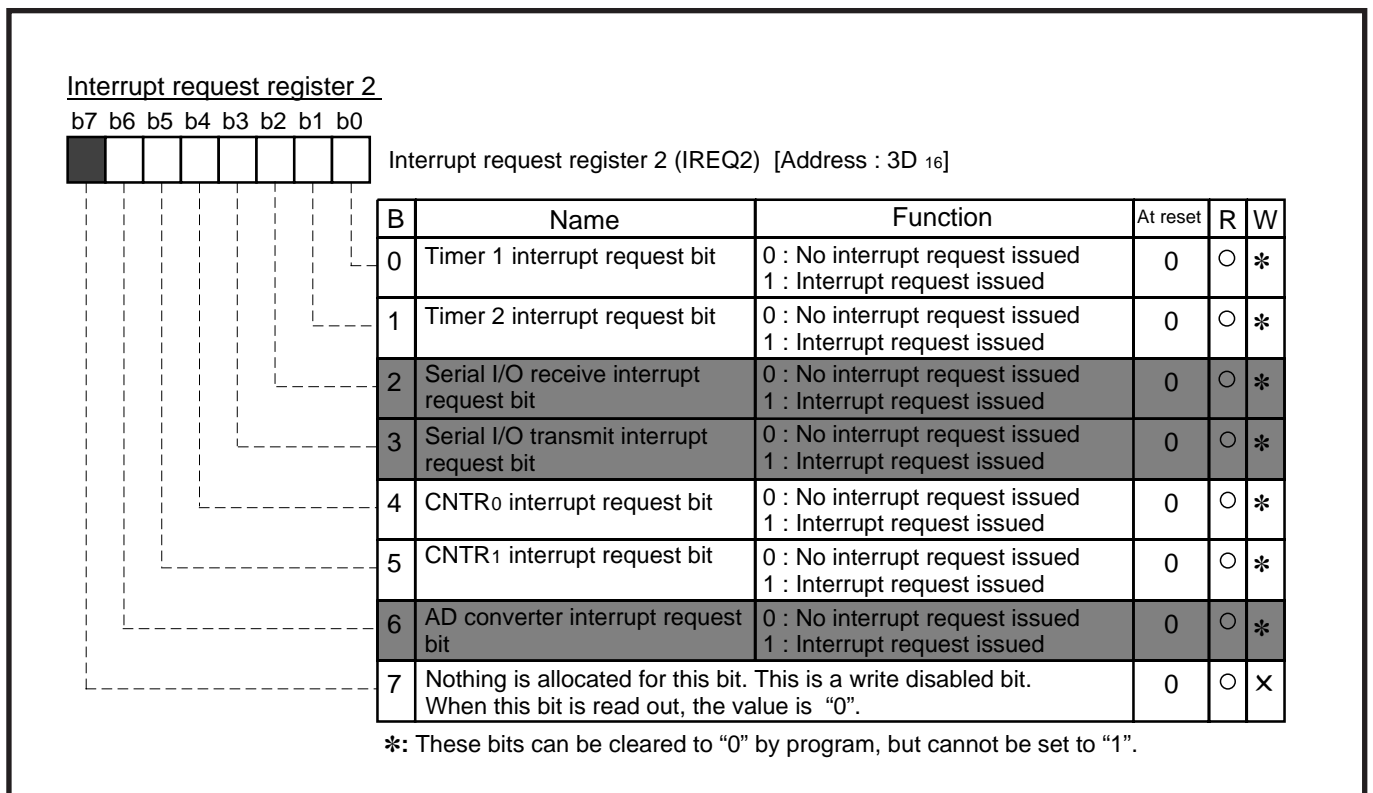 Interrupt request register 2
b7 b6 b5 b4 b3 b2 b1 b0
Interrupt request register 2 (IREQ2) [Address : 3D 16]
B Name Function At reset R W
0 Timer 1 interrupt request bit 0 : No interrupt request issued 0 ○ ✻
1 : Interrupt request issued
1 Timer 2 interrupt request bit 0 : No interrupt request issued 0 ○ ✻
1 : Interrupt request issued
2 Serial I/O receive interrupt 0 : No interrupt request issued 0 ○ ✻
request bit 1 : Interrupt request issued
3 Serial I/O transmit interrupt 0 : No interrupt request issued 0 ○ ✻
request bit 1 : Interrupt request issued
4 CNTR0 interrupt request bit 0 : No interrupt request issued 0 ○ ✻
1 : Interrupt request issued
5 CNTR1 interrupt request bit 0 : No interrupt request issued 0 ○ ✻
1 : Interrupt request issued
6 AD converter interrupt request 0 : No interrupt request issued 0 ○ ✻
bit 1 : Interrupt request issued
7 Nothing is allocated for this bit. This is a write disabled bit. 0 ○ ×
When this bit is read out, the value is “0”.
✻: These bits can be cleared to “0” by program, but cannot be set to “1”.